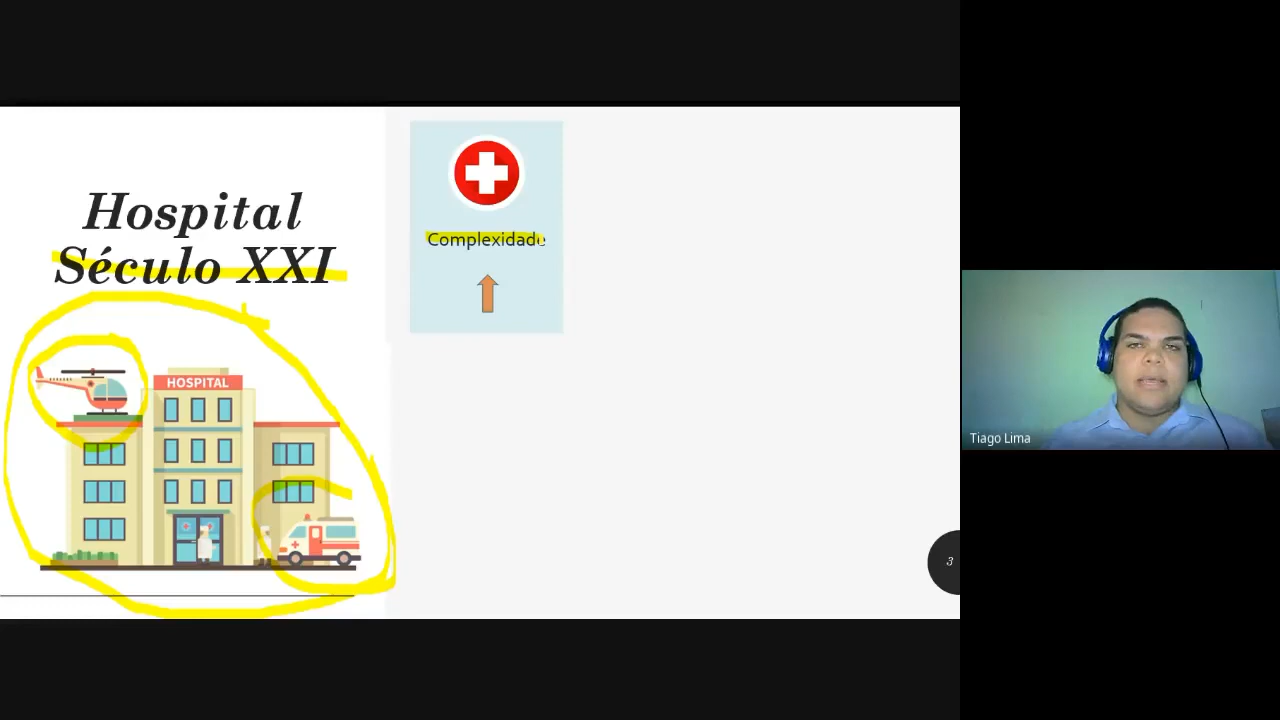 Hospital
Século XXI
HOSPITAL
Complexidade
3
Tiago Lima